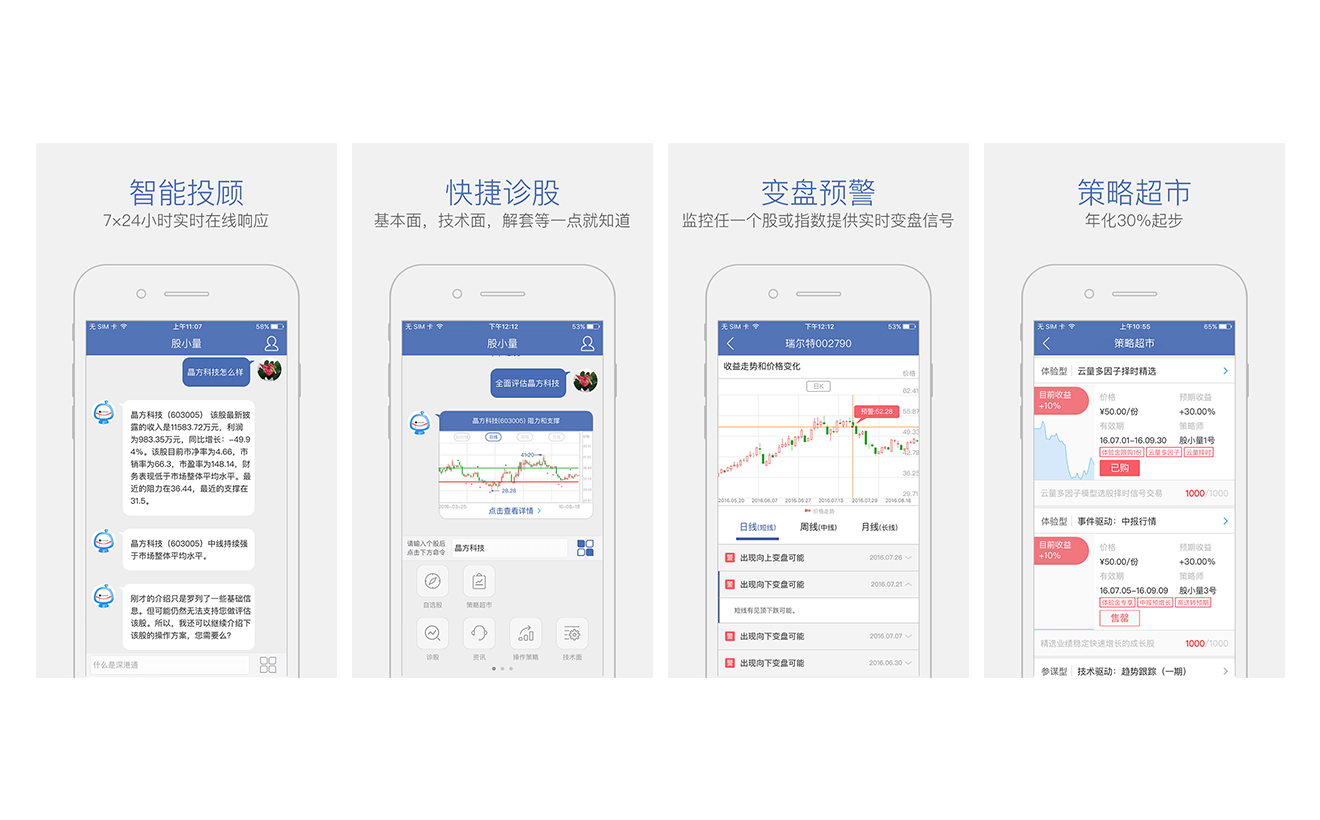 智能投顾
7×24小时实时在线响应
无 SIM 卡
上午11:07
58%
股小量
晶方科技怎么样
晶方科技（603005）该股最新披
露的收入是11583.72万元，利润
为983.35万元，同比增长：-49.9
4%。该股目前市净率为4.66，市
销率为66.3，市盈率为148.14，财
务表现低于市场整体平均水平。最
近的阻力在36.44，最近的支撑在
31.5。
晶方科技（603005）中线持续强
于市场整体平均水平。
刚才的介绍只是罗列了一些基础信
息。但可能仍然无法支持您做评估
该股。所以，我还可以继续介绍下
该股的操作方案，您需要么？
什么是深港通
快捷诊股
基本面，技术面，解套等一点就知道
无 SIM 卡
下午12:12
53%
股小量
全面评估晶方科技
晶方科技(603005) 阻力和支撑
日线
41.20
28.28
16-08-18
点击查看详情
请输入个股后
点击下方命令
晶方科技
自选股
策略超市
诊股
资讯
操作策略
技术面
变盘预警
监控任一个股或指数提供实时变盘信号
无 SIM 卡
下午12:12
53%
瑞尔特002790
收益走势和价格变化
价格
日K
62.41
预警:52.28
55.87
49.33
42.78
36.25
29.71
2016.05.20 2016.06.07 2016.06.27 2016.07.13 2016.07.29 2016.08.18
价格走势
日线(短线)
周线(中线)
月线(长线)
警 出现向上变盘可能 2016.07.26
警 出现向下变盘可能 2016.07.21
短线有见顶下跌可能。
警 出现向下变盘可能 2016.07.07
警 出现向下变盘可能 2016.06.30
策略超市
年化30%起步
无 SIM 卡
上午10:55
65%
策略超市
体验型 云量多因子择时精选
目前收益
+10%
价格 预期收益
¥50.00/份 +30.00%
有效期 策略师
16.07.01-16.09.30 股小量1号
体验金限购1份 云量多因子 云量择时
已购
云量多因子模型选股择时信号交易 1000/1000
体验型 事件驱动：中报行情
目前收益
+10%
价格 预期收益
¥50.00/份 +30.00%
有效期 策略师
16.07.05-16.09.09 股小量3号
体验金专享 中报预增长 高送转预期
售罄
精选业绩稳定快速增长的成长股 1000/1000
参谋型 技术驱动：趋势跟踪（一期）